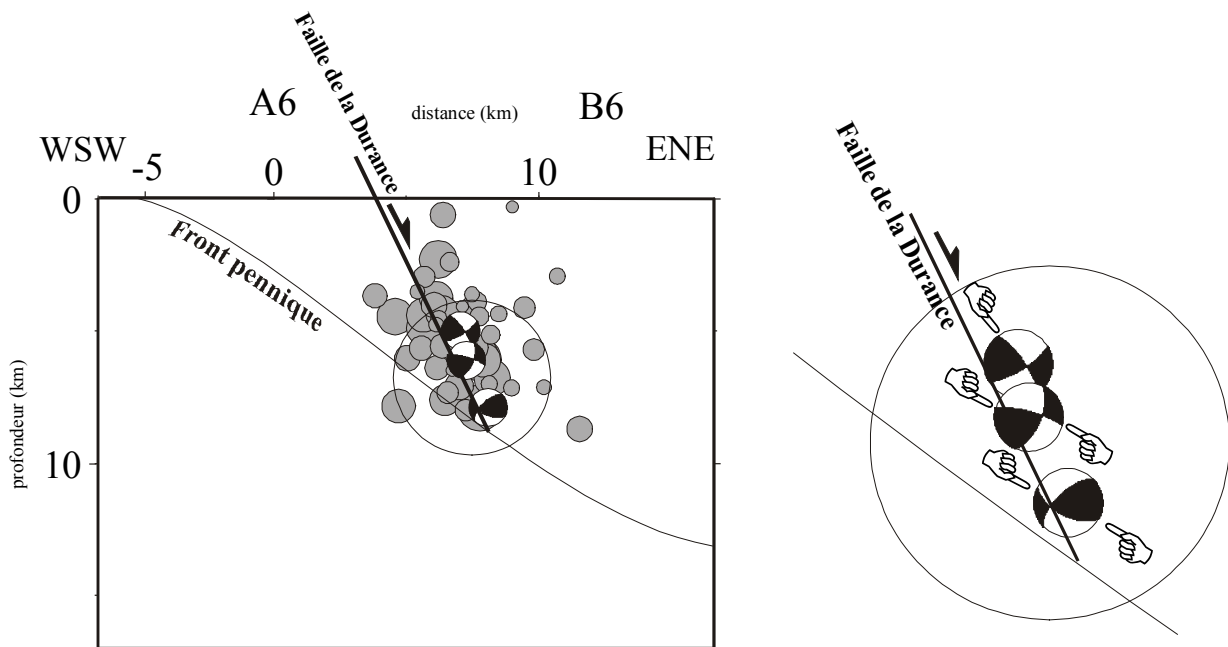 Faille de la Durance
A6
distance (km)
B6
WSW
ENE
-5
0
10
0
Front pennique
profondeur (km)
10
Faille de la Durance